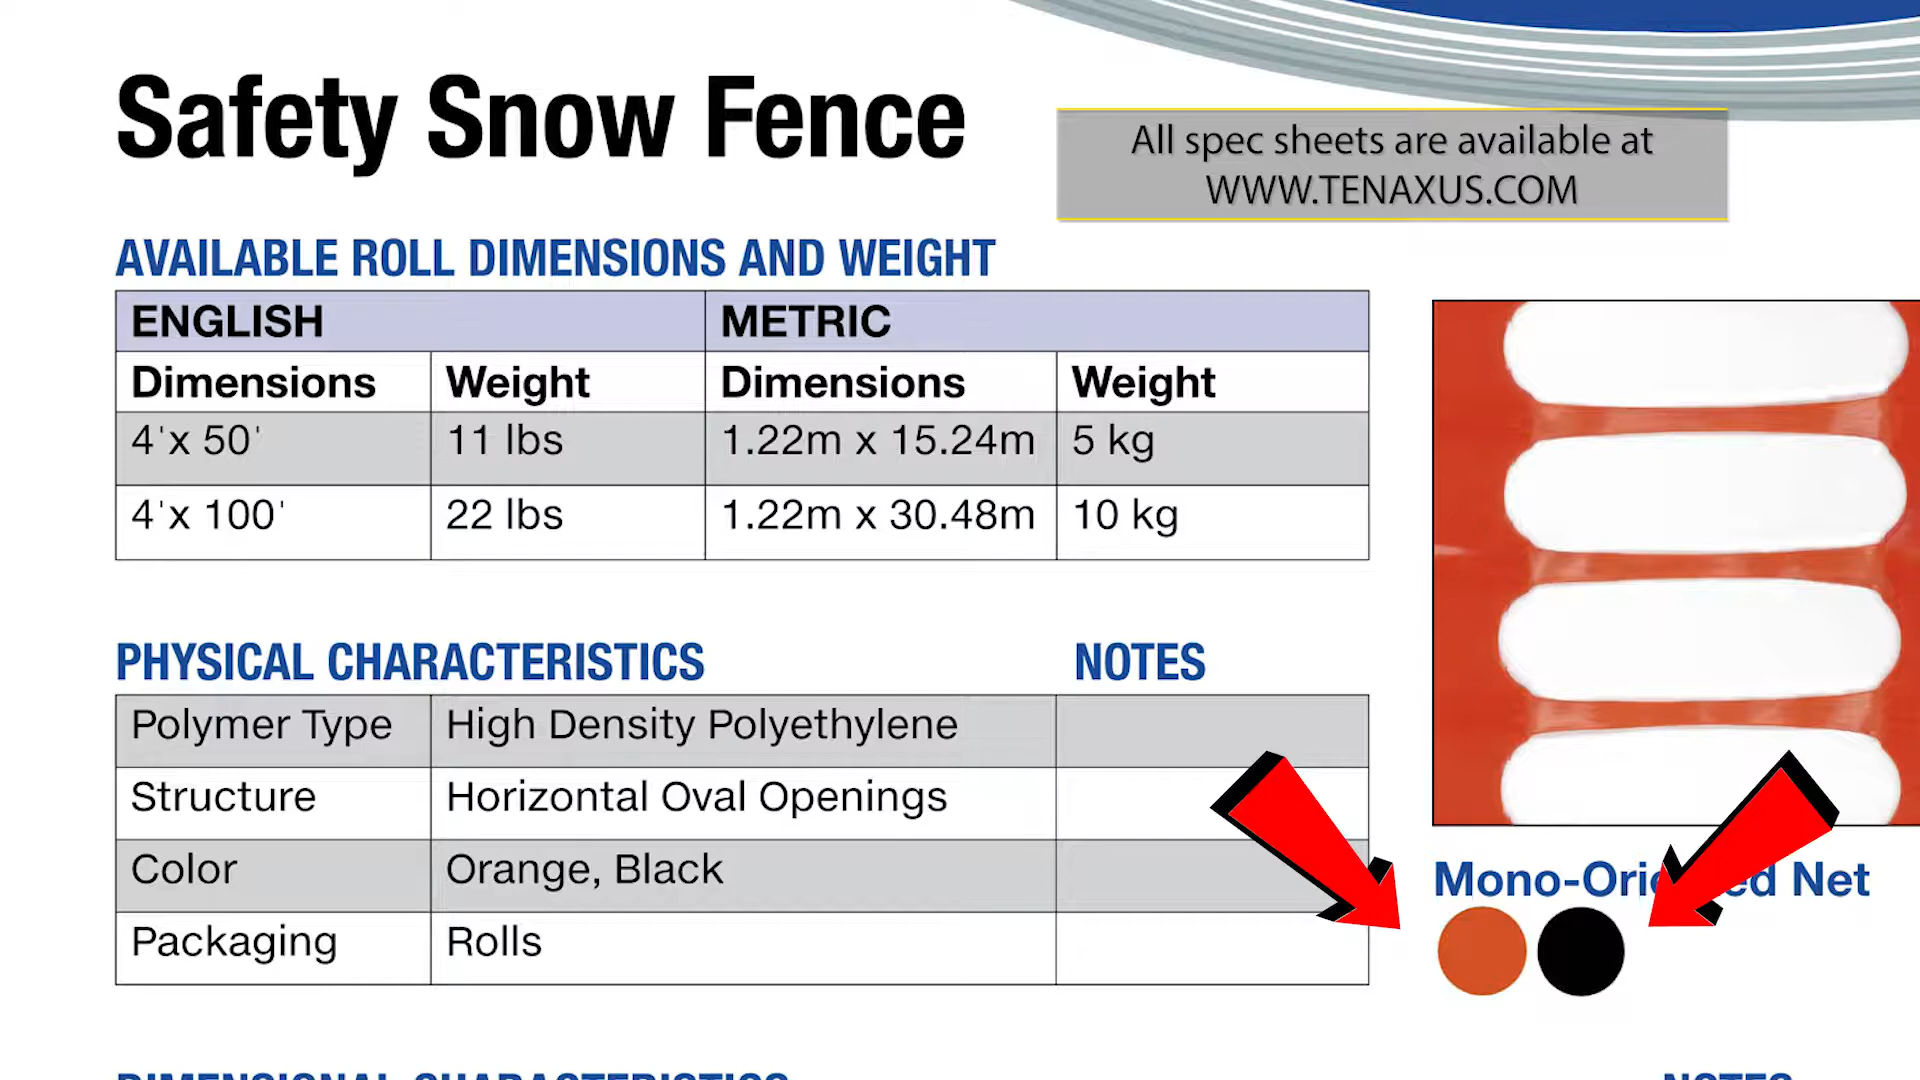 Safety Snow Fence
All spec sheets are available at
WWW.TENAXUS.COM
AVAILABLE ROLL DIMENSIONS AND WEIGHT
ENGLISH METRIC
Dimensions Weight Dimensions Weight
4'x 50' 11 lbs 1.22m x 15.24m 5 kg
4'x 100' 22 lbs 1.22m x 30.48m 10 kg
PHYSICAL CHARACTERISTICS NOTES
Polymer Type High Density Polyethylene
Structure Horizontal Oval Openings
Color Orange, Black
Packaging Rolls
Net